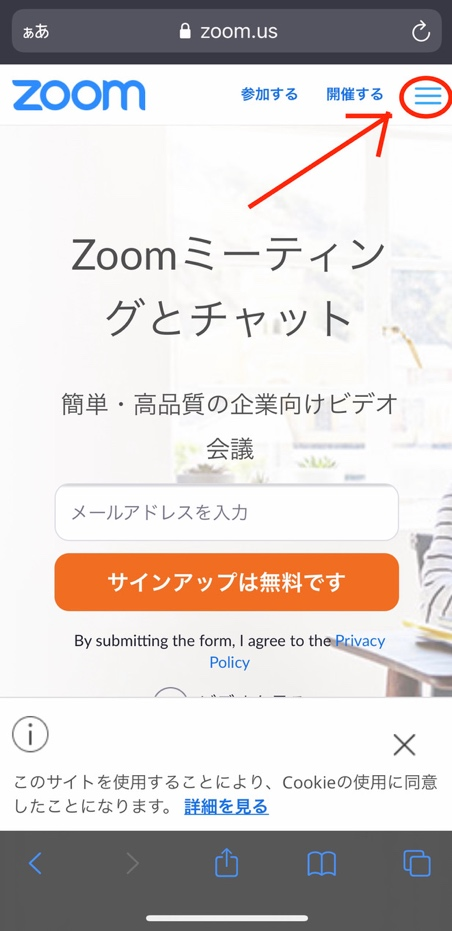 ぁあ zoom.us
zoom 参加する 開催する
Zoomミーティン
グとチャット
簡単・高品質の企業向けビデオ
会議
メールアドレスを入力
サインアップは無料です
By submitting the form, I agree to the Privacy
Policy
このサイトを使用することにより、Cookieの使用に同意
したことになります。 詳細を見る